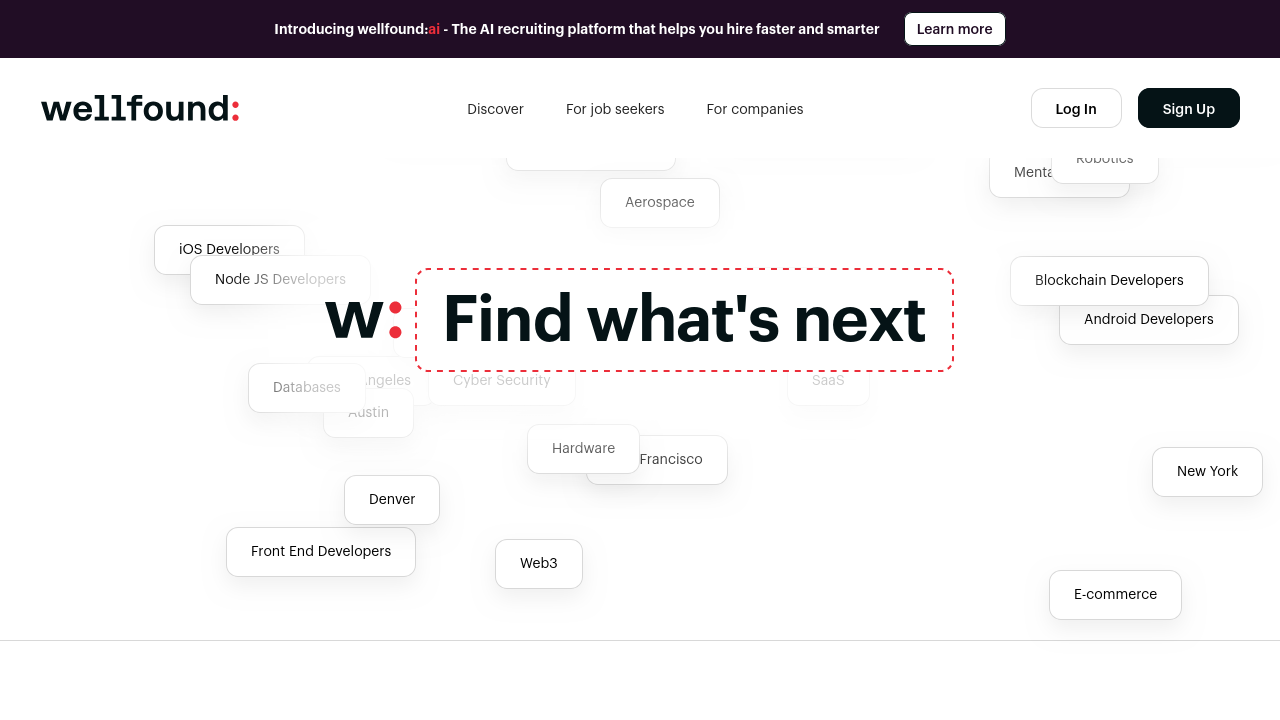 Introducing wellfound:ai - The AI recruiting platform that helps you hire faster and smarter
Learn more
wellfound:
Discover
For job seekers
For companies
Log In
Sign Up
Robotics
Aerospace
iOS Developers
Node JS Developers
Blockchain Developers
Android Developers
w: Find what's next
Databases
ngeles
Cyber Security
SaaS
Austin
Hardware
Francisco
New York
Denver
Front End Developers
Web3
E-commerce